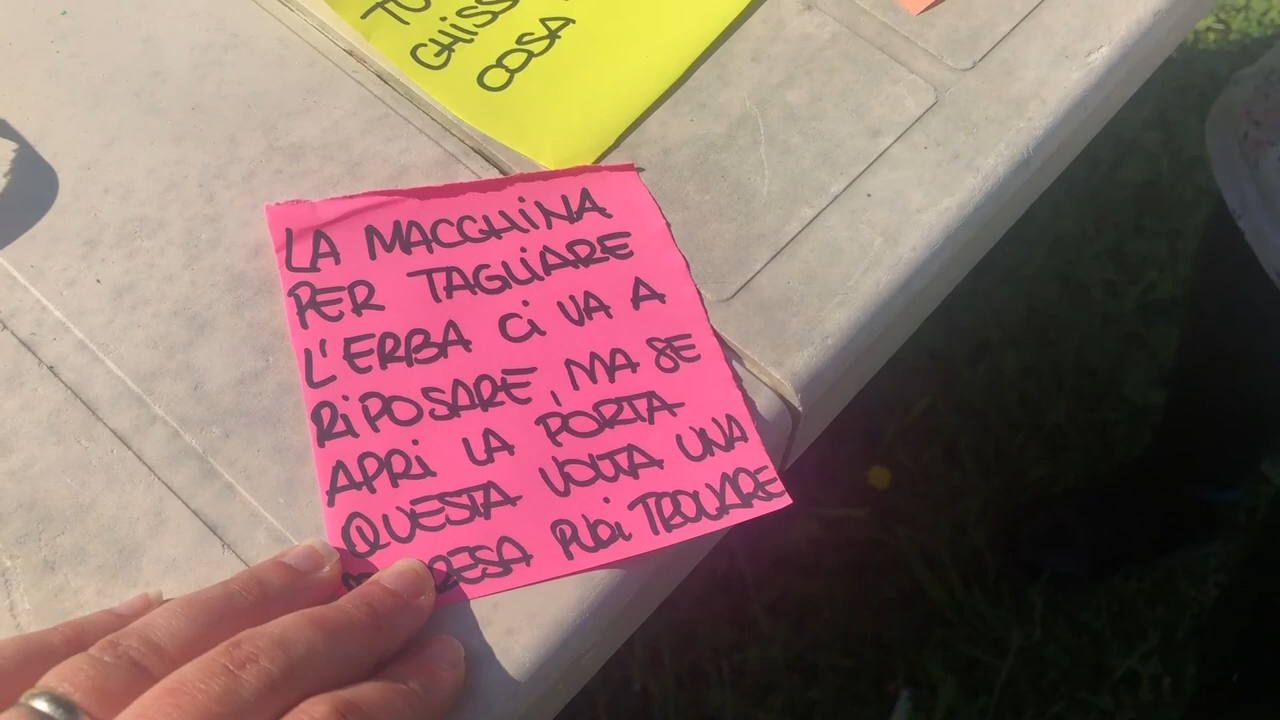 GHISS
COSA
LA MACCHINA
PER TAGLIARE
L'ERBA Ci VA A
RiPOSARE, MA SE
APRi LA PORTA
QUESTA VOLTA UNA
RESA PUOi TROVARE